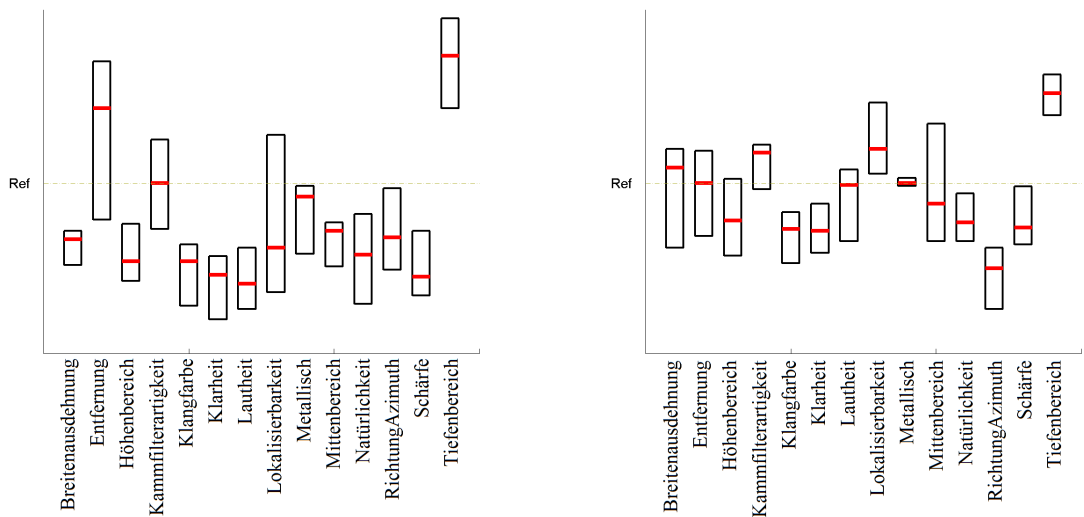 Ref
Breitenausdehnung
Entfernung
Höhenbereich
Kammfilterartigkeit
Klangfarbe
Klarheit
Lautheit
Lokalisierbarkeit
Metallisch
Mittenbereich
Natürlichkeit
RichtungAzimuth
Schärfe
Tiefenbereich
Ref
Breitenausdehnung
Entfernung
Höhenbereich
Kammfilterartigkeit
Klangfarbe
Klarheit
Lautheit
Lokalisierbarkeit
Metallisch
Mittenbereich
Natürlichkeit
RichtungAzimuth
Schärfe
Tiefenbereich